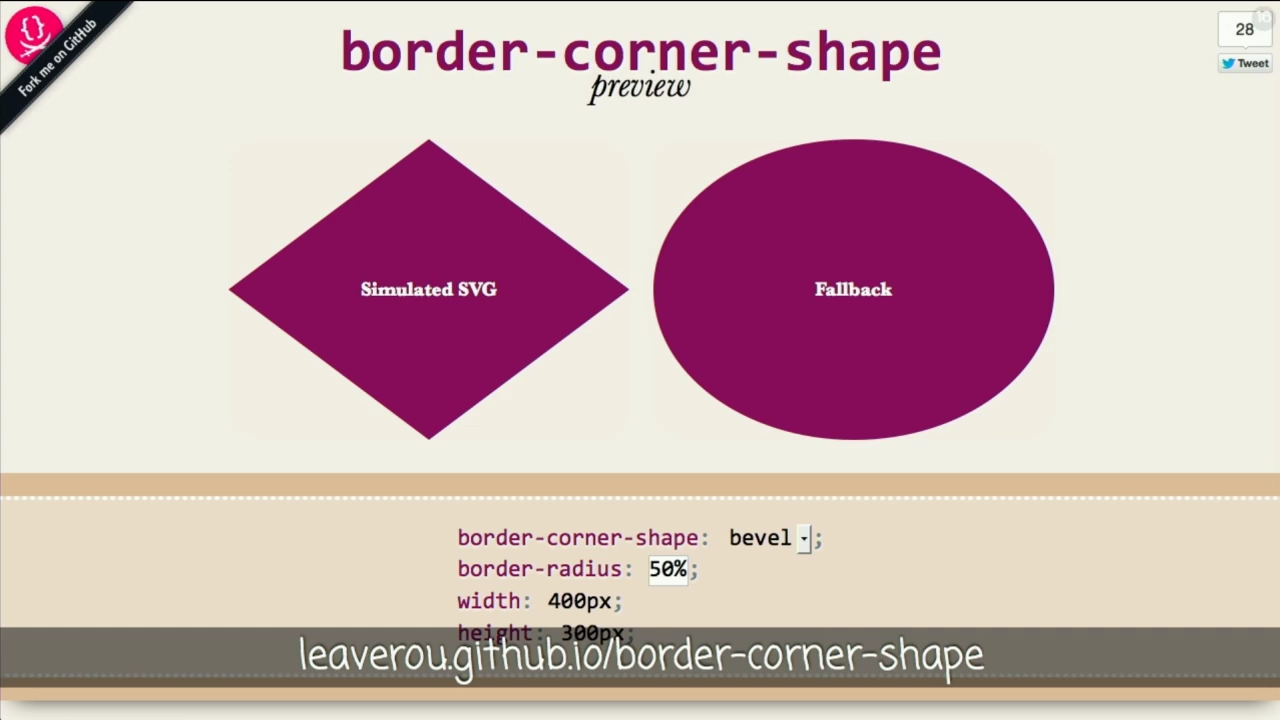 Fork me on GitHub
border-corner-shape
preview
16
28
Tweet
Simulated SVG
Fallback
border-corner-shape: bevel;
border-radius: 50%;
width: 400px;
height: 300px;
leaverou.github.io/border-corner-shape